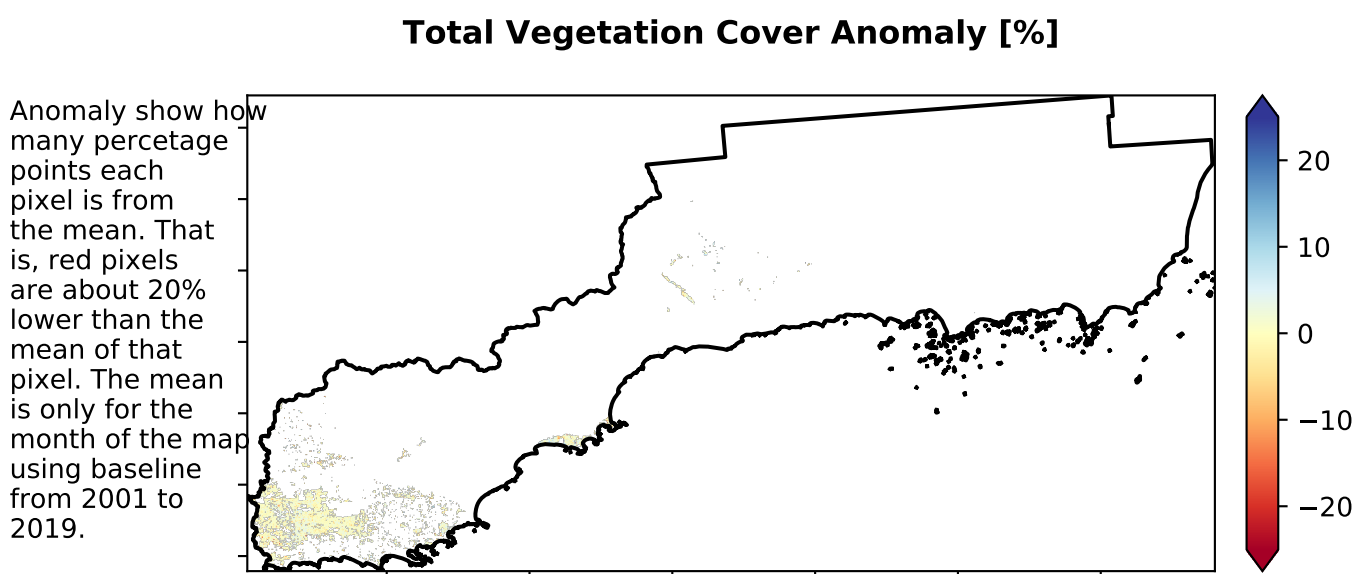 Total Vegetation Cover Anomaly [%]
Anomaly show how
many percetage
points each
pixel is from
the mean. That
is, red pixels
are about 20%
lower than the
mean of that
pixel. The mean
is only for the
month of the map
using baseline
from 2001 to
2019.
20
10
0
−10
−20